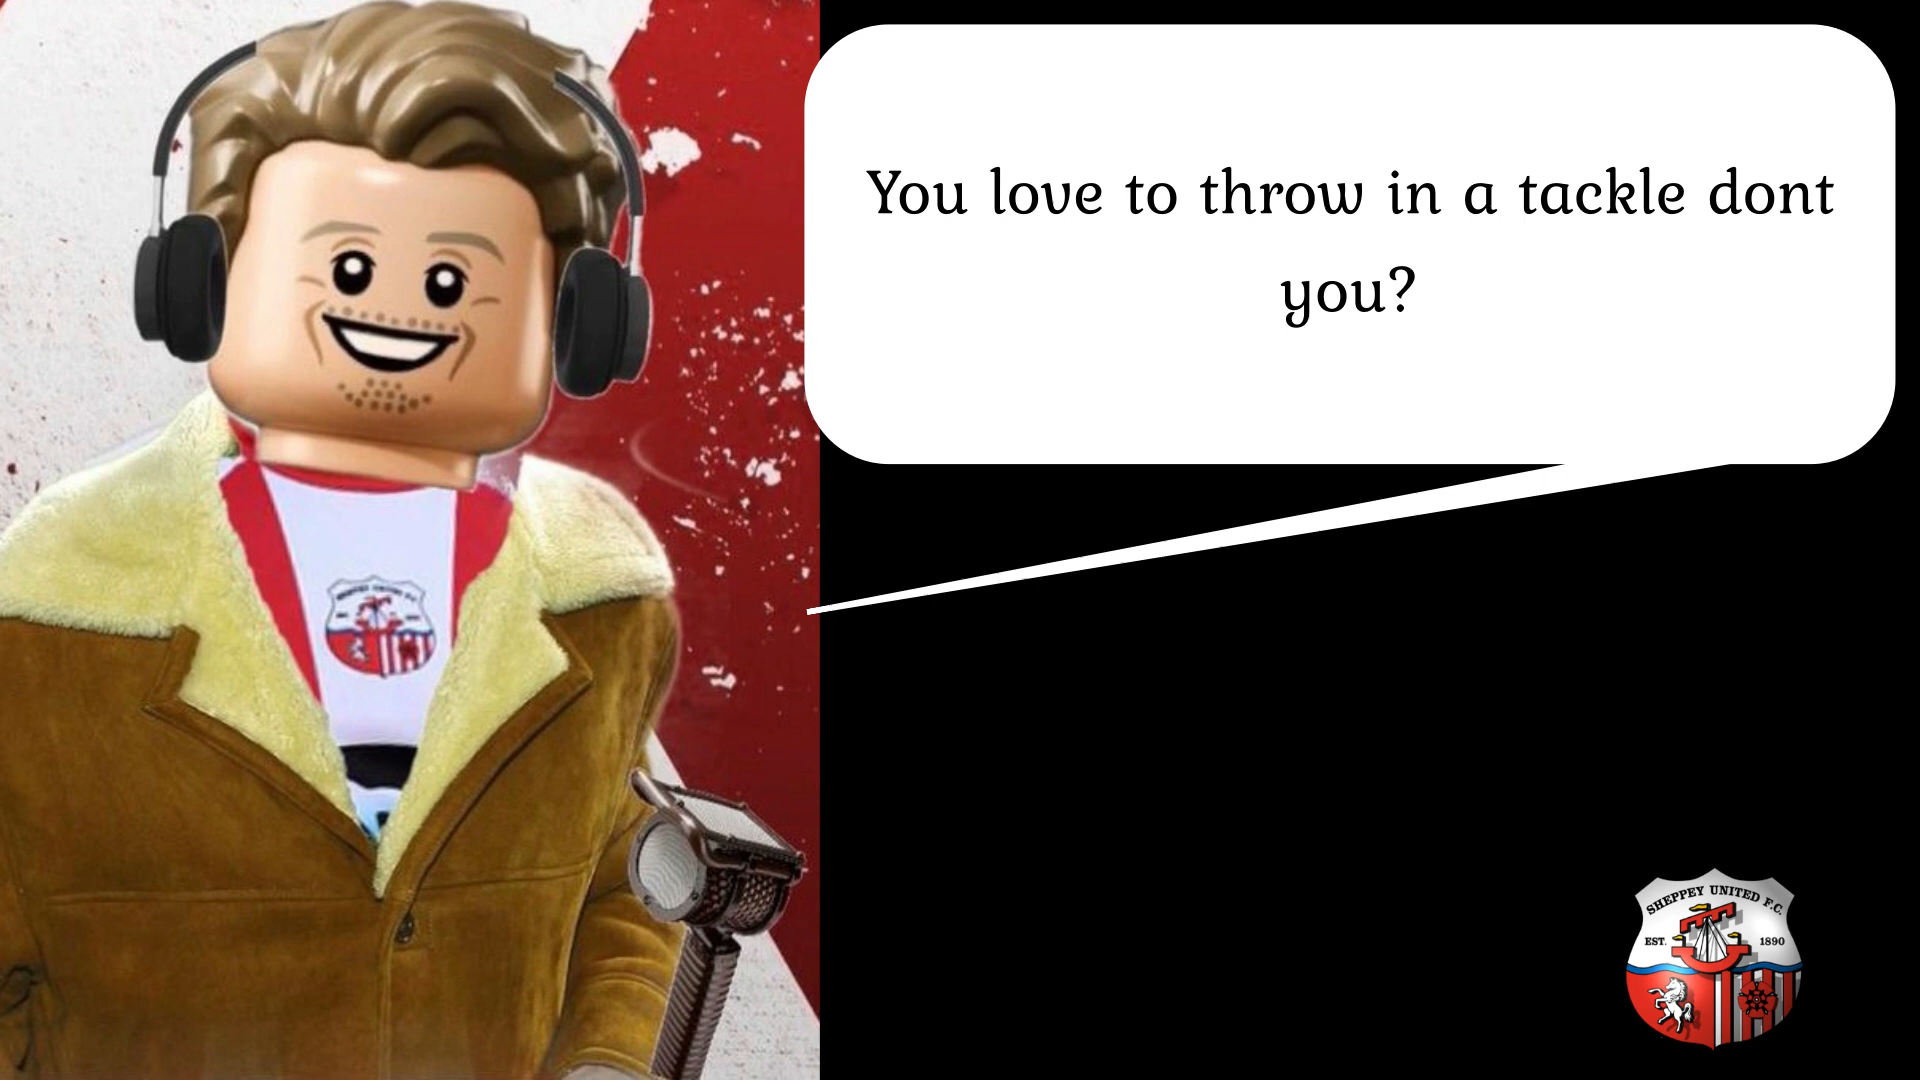 You love to throw in a tackle dont
you?
SHEPPEY UNITED F.C.
EST. 1890